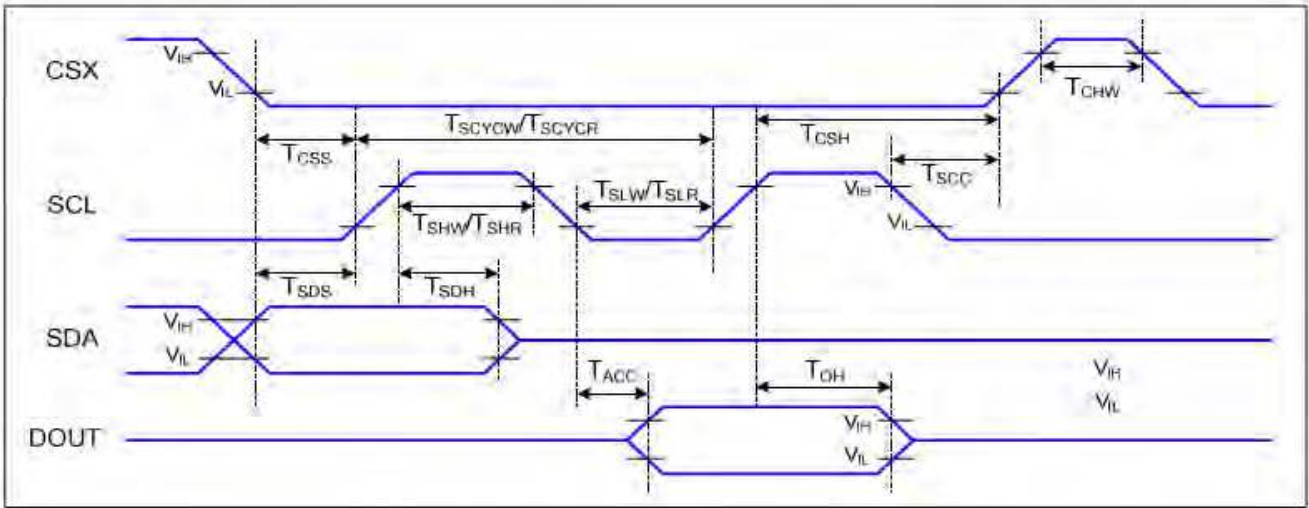 CSX
VIH
VIL
TCHW
TSCYCW/TSCYCR
TCSS
TCSH
TSCC
SCL
TSLW/TSLR
VIH
VIL
TSHW/TSHR
TSDS
TSDH
SDA
VIH
VIL
TACC
TOH
VIH
VIL
DOUT
VIH
VIL